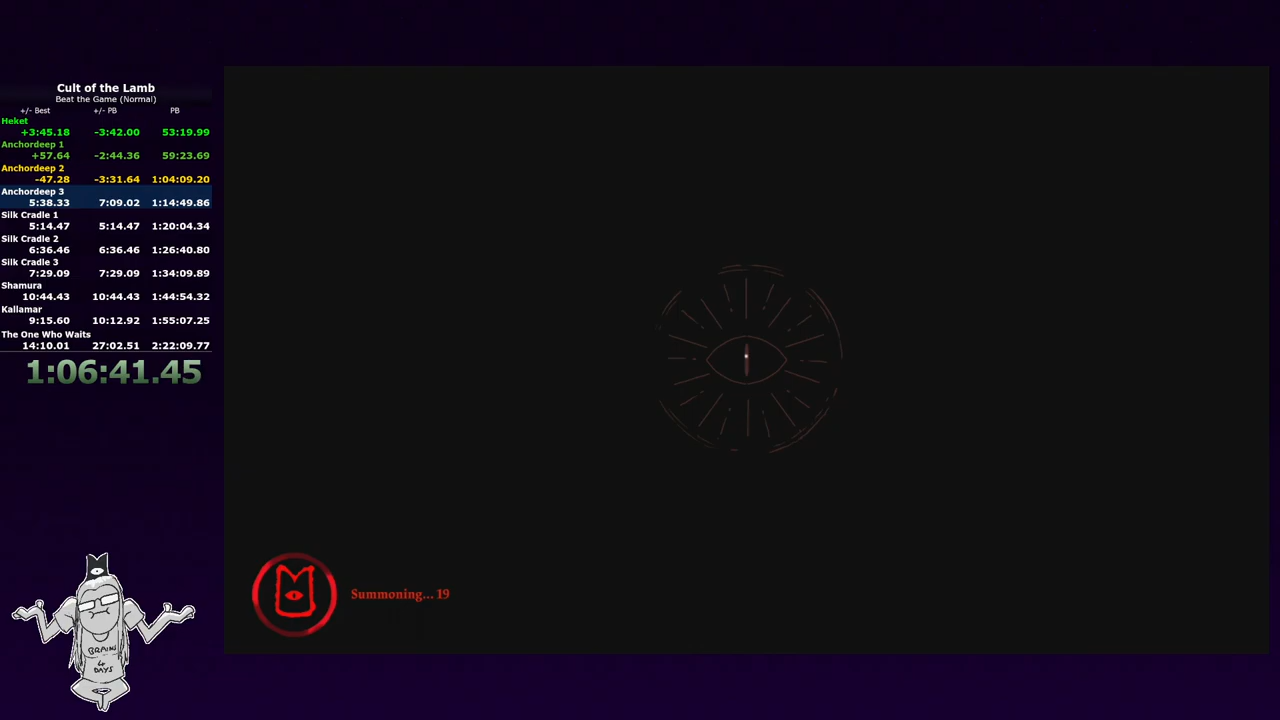 Cult of the Lamb
Beat the Game (Normal)
+/- Best +/- PB PB
Heket
+3:45.18 -3:42.00 53:19.99
Anchordeep 1
+57.64 -2:44.36 59:23.69
Anchordeep 2
-47.28 -3:31.64 1:04:09.20
Anchordeep 3
5:38.33 7:09.02 1:14:49.86
Silk Cradle 1
5:14.47 5:14.47 1:20:04.34
Silk Cradle 2
6:36.46 6:36.46 1:26:40.80
Silk Cradle 3
7:29.09 7:29.09 1:34:09.89
Shamura
10:44.43 10:44.43 1:44:54.32
Kallamar
9:15.60 10:12.92 1:55:07.25
The One Who Waits
14:10.01 27:02.51 2:22:09.77
1:06:41.45
Summoning... 19
BRAINS
4
DAYS